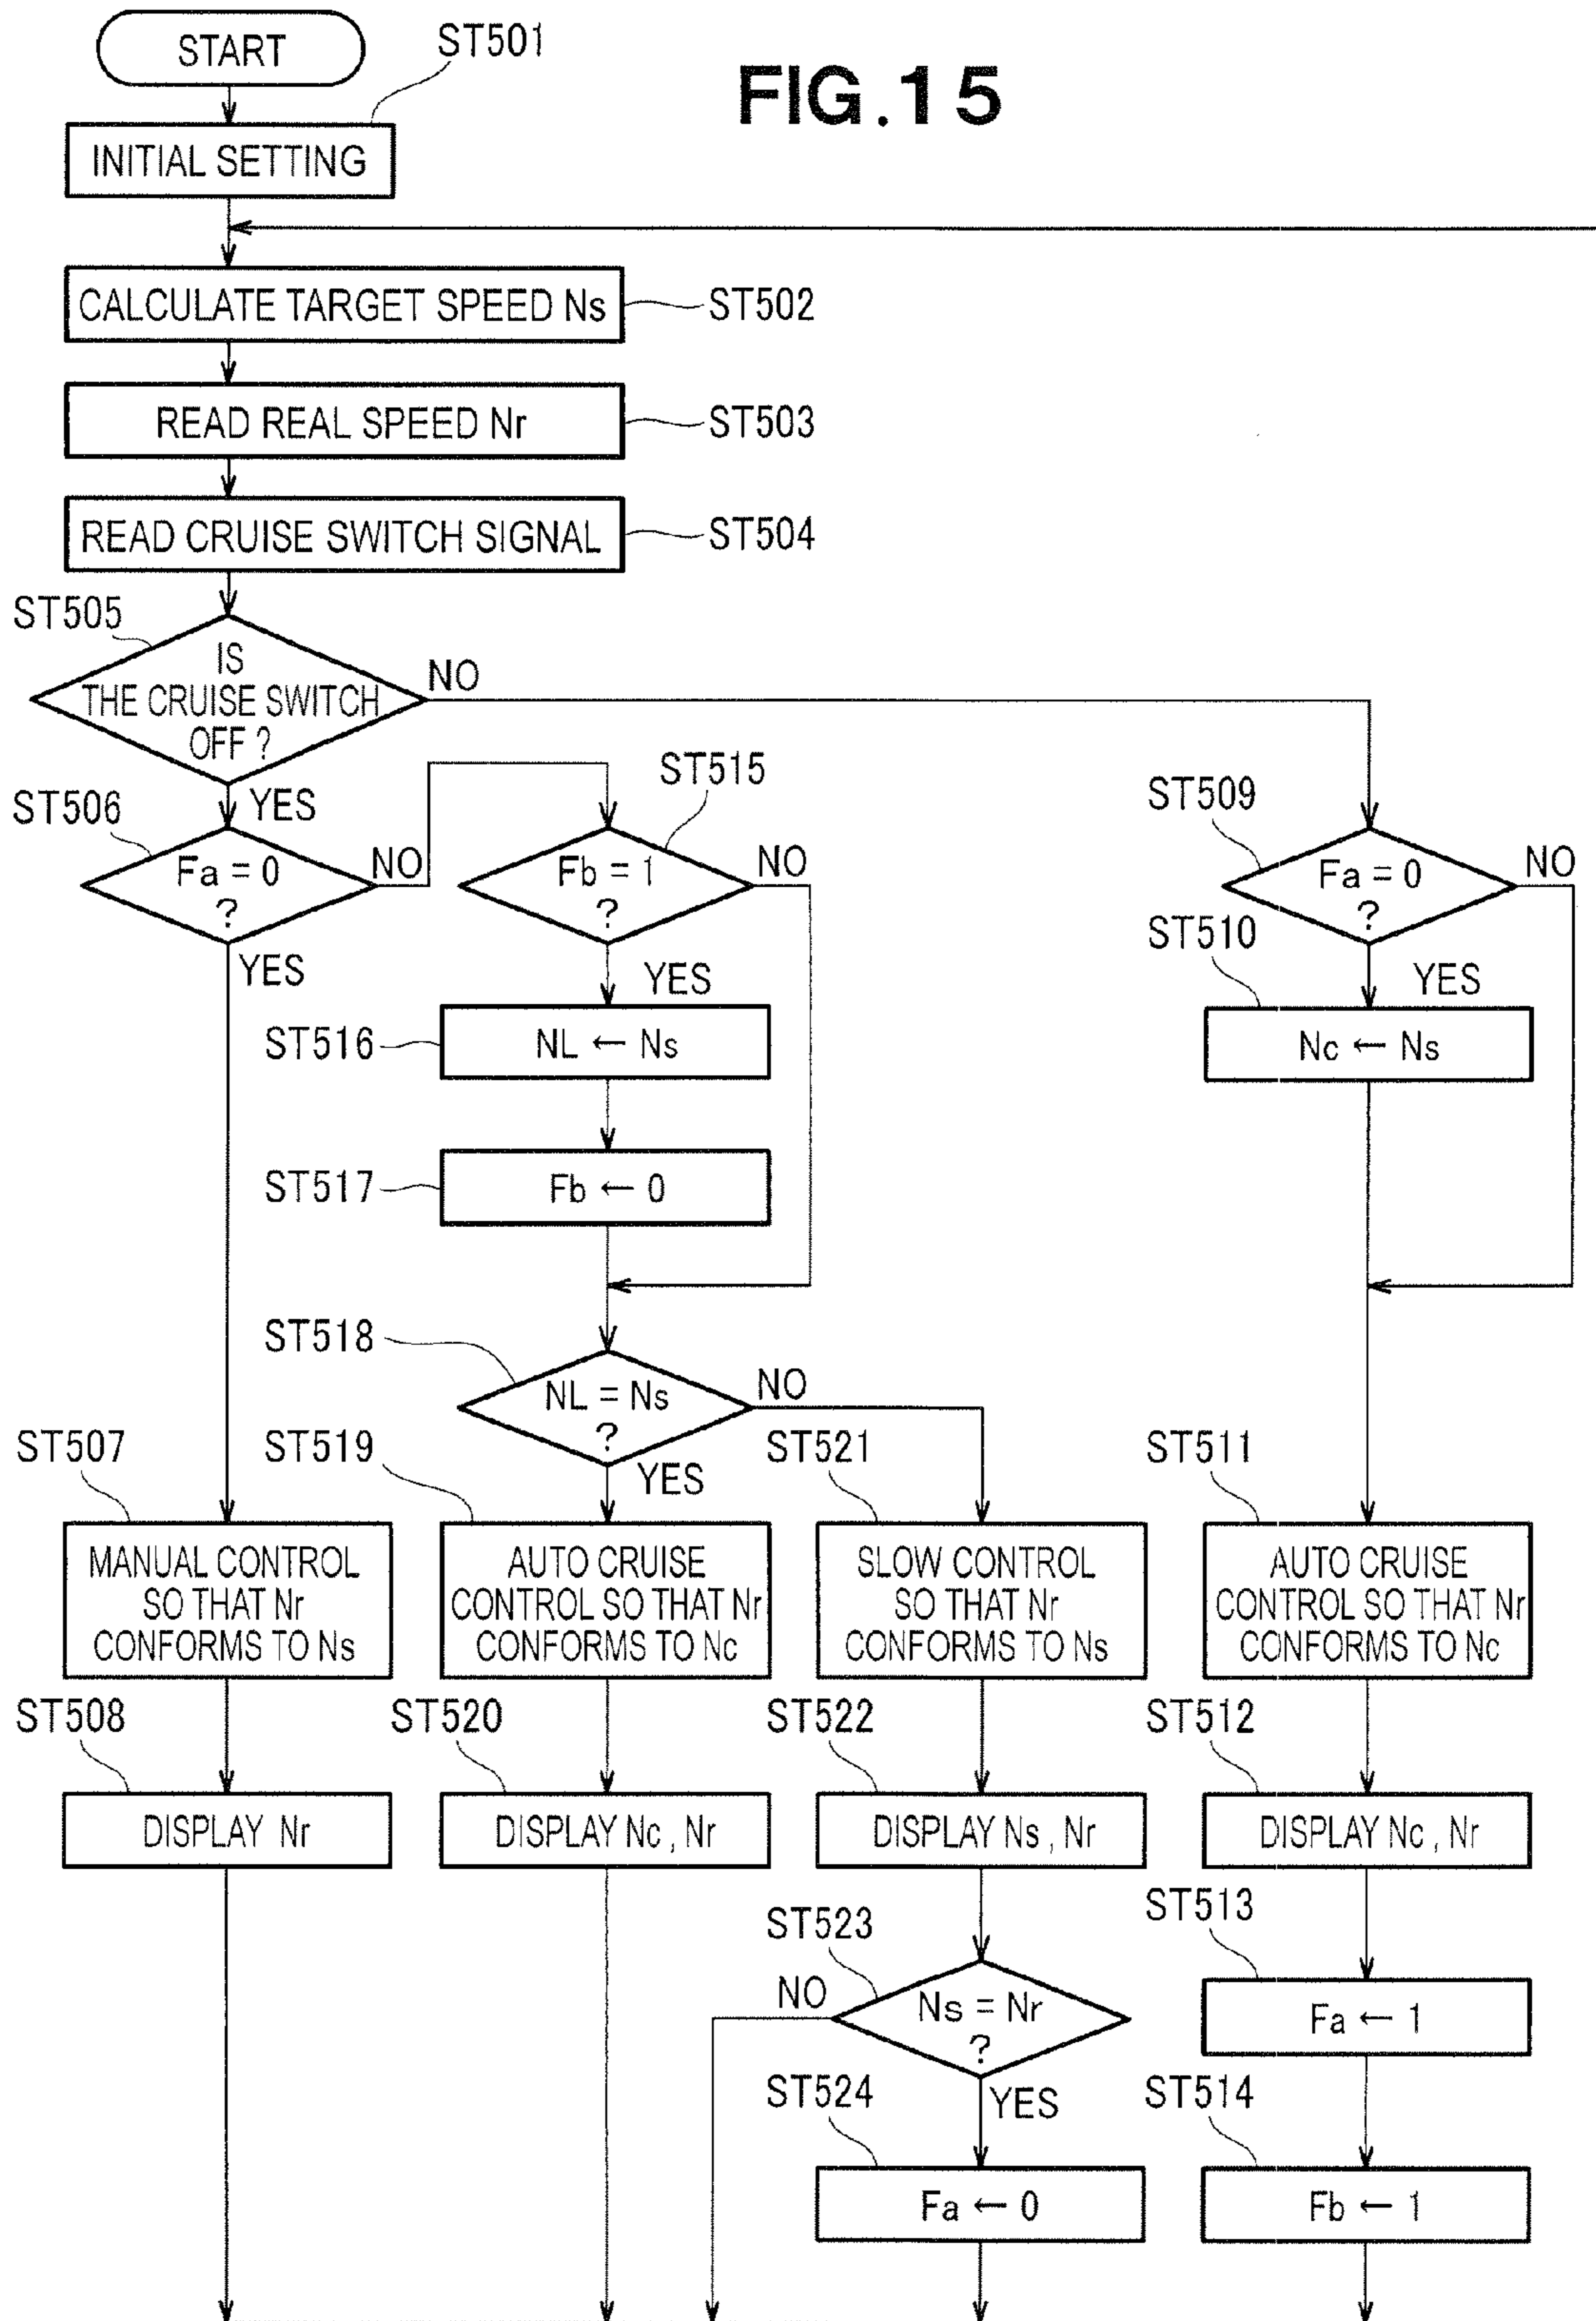 FIG.15
START
ST501
INITIAL SETTING
CALCULATE TARGET SPEED Ns
ST502
READ REAL SPEED Nr
ST503
READ CRUISE SWITCH SIGNAL
ST504
ST505
IS
THE CRUISE SWITCH
OFF ?
NO
YES
ST506
Fa = 0
?
NO
YES
ST515
Fb = 1
?
NO
YES
ST509
Fa = 0
?
NO
YES
ST510
Nc ← Ns
ST516
NL ← Ns
ST517
Fb ← 0
ST518
NL = Ns
?
NO
YES
ST507
MANUAL CONTROL
SO THAT Nr
CONFORMS TO Ns
ST519
AUTO CRUISE
CONTROL SO THAT Nr
CONFORMS TO Nc
ST521
SLOW CONTROL
SO THAT Nr
CONFORMS TO Ns
ST511
AUTO CRUISE
CONTROL SO THAT Nr
CONFORMS TO Nc
ST508
DISPLAY Nr
ST520
DISPLAY Nc , Nr
ST522
DISPLAY Ns , Nr
ST512
DISPLAY Nc , Nr
ST523
Ns = Nr
?
NO
YES
ST513
Fa ← 1
ST524
Fa ← 0
ST514
Fb ← 1